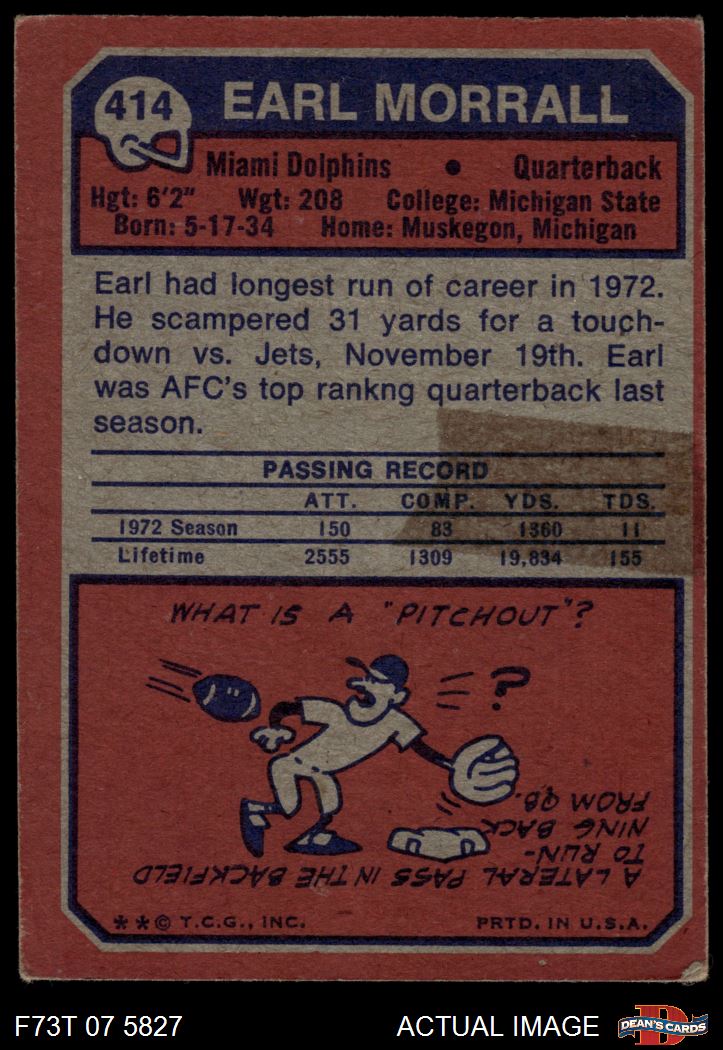 414
EARL MORRALL
Miami Dolphins • Quarterback
Hgt: 6'2" Wgt: 208 College: Michigan State
Born: 5-17-34 Home: Muskegon, Michigan
Earl had longest run of career in 1972.
He scampered 31 yards for a touch-
down vs. Jets, November 19th. Earl
was AFC's top rankng quarterback last
season.
PASSING RECORD
ATT. COMP. YDS. TDS.
1972 Season 150 83 1360 11
Lifetime 2555 1309 19,834 155
WHAT IS A "PITCHOUT"?
?
A LATERAL PASS IN THE BACKFIELD
TO RUN-
NING BACK
FROM QB.
**© T.C.G., INC. PRTD. IN U.S.A.
F73T 07 5827 ACTUAL IMAGE D DEAN'S CARDS